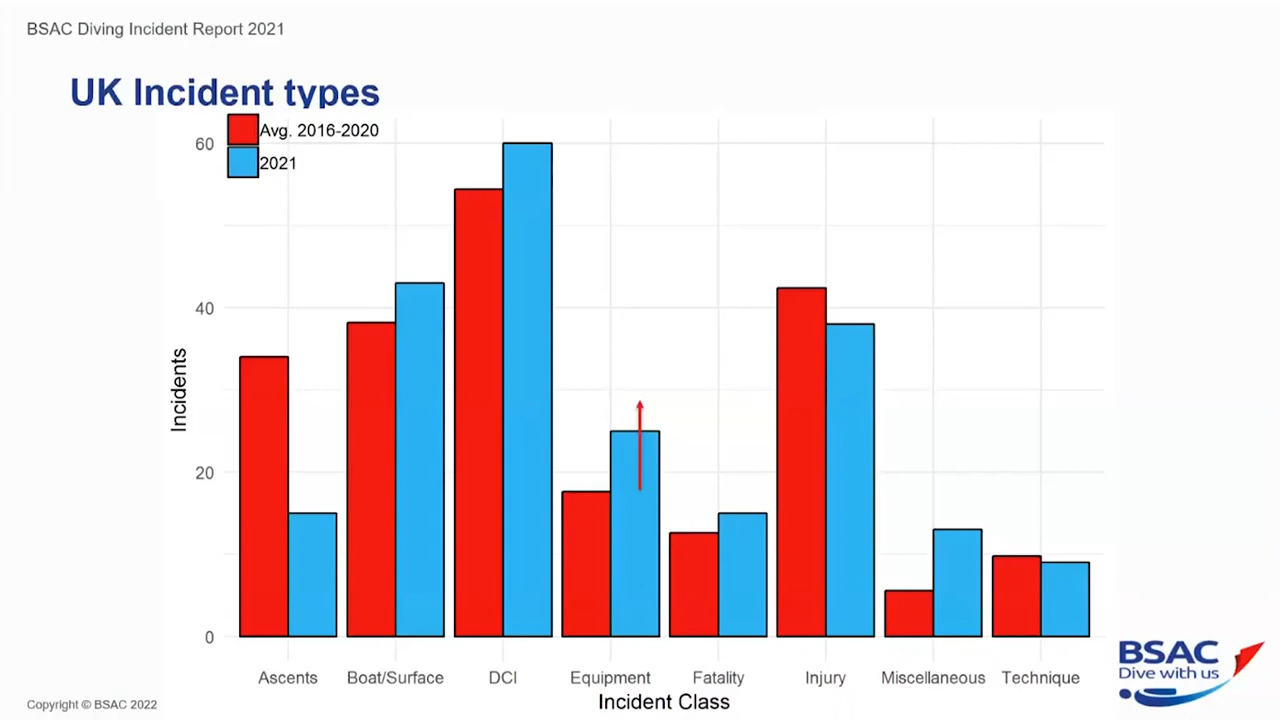 BSAC Diving Incident Report 2021
UK Incident types
Avg. 2016-2020
2021
60
40
20
0
Incidents
Ascents Boat/Surface DCI Equipment Fatality Injury Miscellaneous Technique
Incident Class
BSAC
Dive with us
Copyright © BSAC 2022